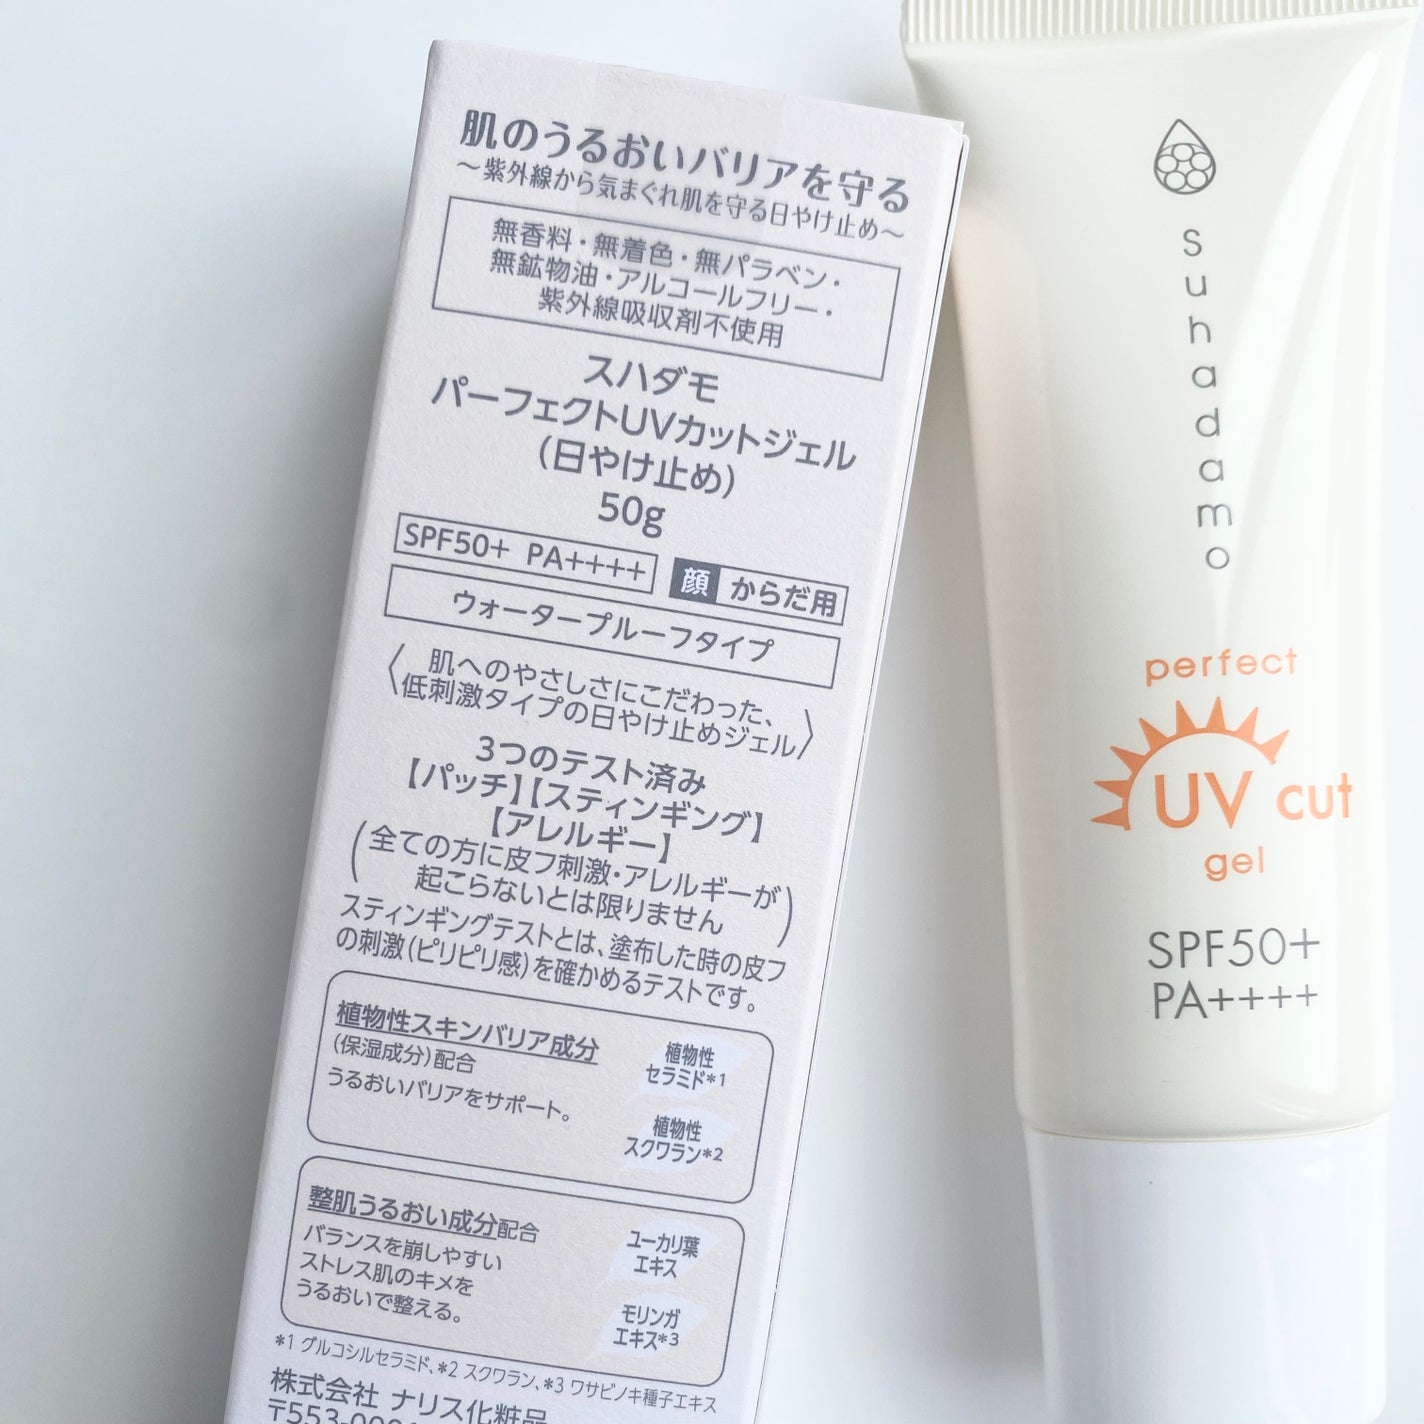 肌のうるおいバリアを守る
～紫外線から気まぐれ肌を守る日やけ止め～
無香料・無着色・無パラベン・
無鉱物油・アルコールフリー・
紫外線吸収剤不使用
スハダモ
パーフェクトUVカットジェル
(日やけ止め)
50g
SPF50+ PA++++
顔 からだ用
ウォータープルーフタイプ
〈肌へのやさしさにこだわった、
低刺激タイプの日やけ止めジェル〉
3つのテスト済み
【パッチ】【スティンギング】
【アレルギー】
(全ての方に皮フ刺激・アレルギーが
起こらないとは限りません)
スティンギングテストとは、塗布した時の皮フ
の刺激(ピリピリ感)を確かめるテストです。
植物性スキンバリア成分
(保湿成分)配合
うるおいバリアをサポート。
植物性
セラミド*1
植物性
スクワラン*2
整肌うるおい成分配合
バランスを崩しやすい
ストレス肌のキメを
うるおいで整える。
ユーカリ葉
エキス
モリンガ
エキス*3
*1 グルコシルセラミド、*2 スクワラン、*3 ワサビノキ種子エキス
株式会社 ナリス化粧品
〒553-000
suhadamo
perfect
UV cut
gel
SPF50+
PA++++